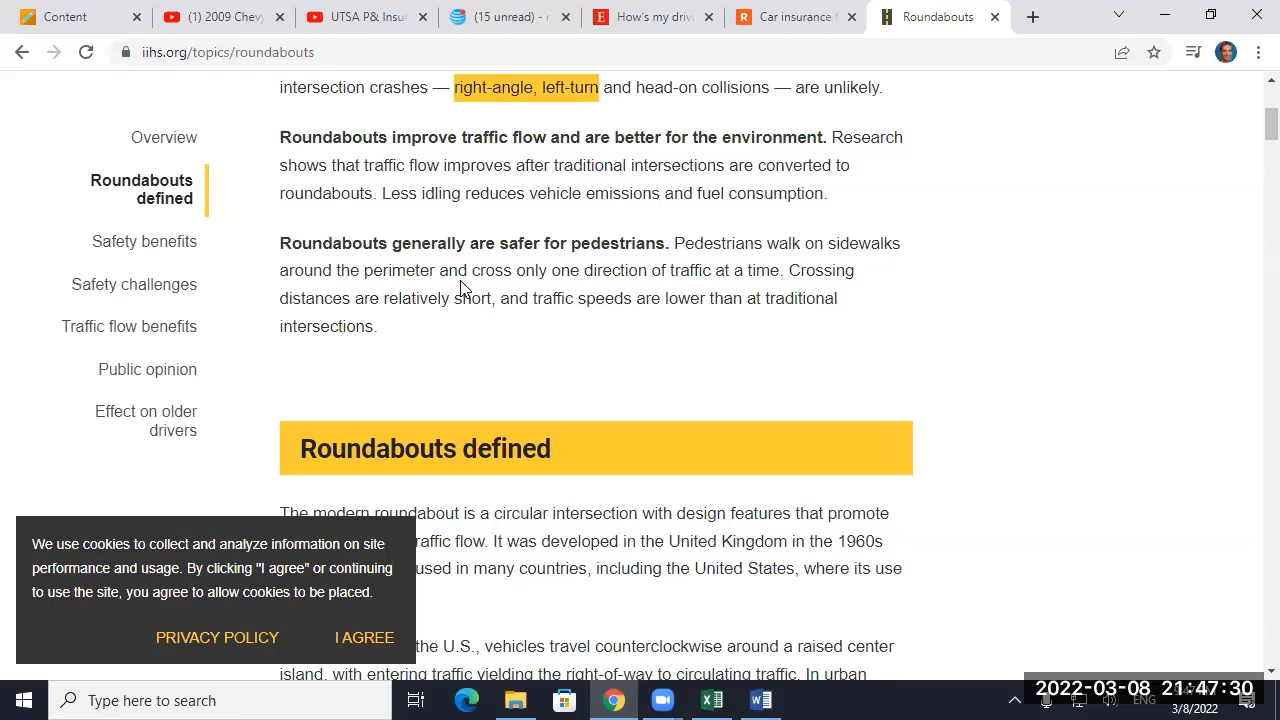 Content
(1) 2009 Chevy
UTSA P& Insu
(15 unread) -
How's my driv
Car insurance f
Roundabouts
iihs.org/topics/roundabouts
intersection crashes — right-angle, left-turn and head-on collisions — are unlikely.
Overview
Roundabouts
defined
Safety benefits
Safety challenges
Traffic flow benefits
Public opinion
Effect on older
drivers
Roundabouts improve traffic flow and are better for the environment. Research
shows that traffic flow improves after traditional intersections are converted to
roundabouts. Less idling reduces vehicle emissions and fuel consumption.
Roundabouts generally are safer for pedestrians. Pedestrians walk on sidewalks
around the perimeter and cross only one direction of traffic at a time. Crossing
distances are relatively short, and traffic speeds are lower than at traditional
intersections.
Roundabouts defined
The modern roundabout is a circular intersection with design features that promote
raffic flow. It was developed in the United Kingdom in the 1960s
used in many countries, including the United States, where its use
the U.S., vehicles travel counterclockwise around a raised center
island, with entering traffic yielding the right-of-way to circulating traffic. In urban
We use cookies to collect and analyze information on site
performance and usage. By clicking "I agree" or continuing
to use the site, you agree to allow cookies to be placed.
PRIVACY POLICY
I AGREE
Type here to search
ENG
2022-03-08 21:47:30
3/8/2022